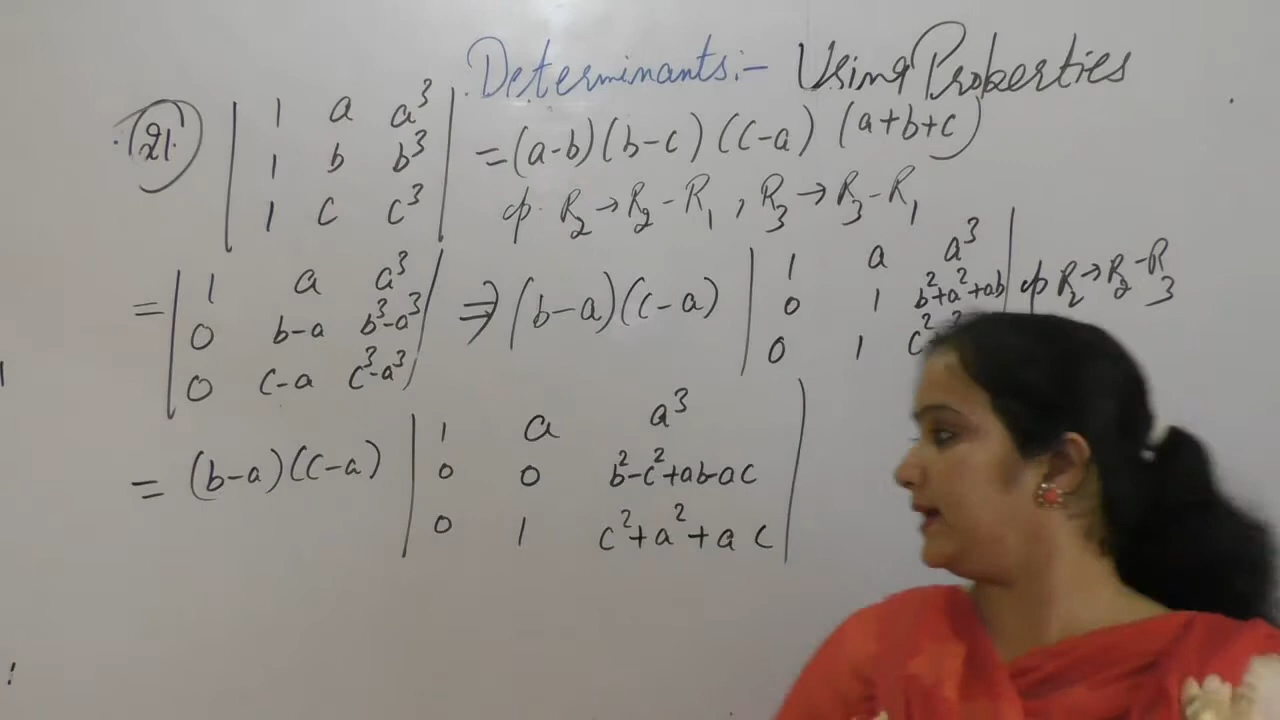 Determinants:- Using Properties
21. | 1 a a³ |
| 1 b b³ | = (a-b)(b-c)(c-a)(a+b+c)
| 1 c c³ | op. R₂→R₂-R₁, R₃→R₃-R₁
= | 1 a a³ | ⇒ (b-a)(c-a) | 1 a a³ |
| 0 b-a b³-a³ | | 0 1 b²+a²+ab | op R₂→R₂-R₃
| 0 c-a c³-a³ | | 0 1 c²
= (b-a)(c-a) | 1 a a³ |
| 0 0 b²-c²+ab-ac |
| 0 1 c²+a²+ac |